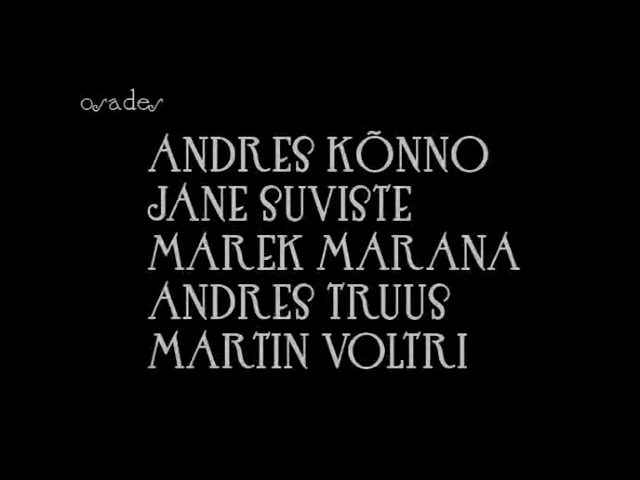 osades
ANDRES KÕNNO
JANE SUVISTE
MAREK MARANA
ANDRES TRUUS
MARTIN VOLTRI